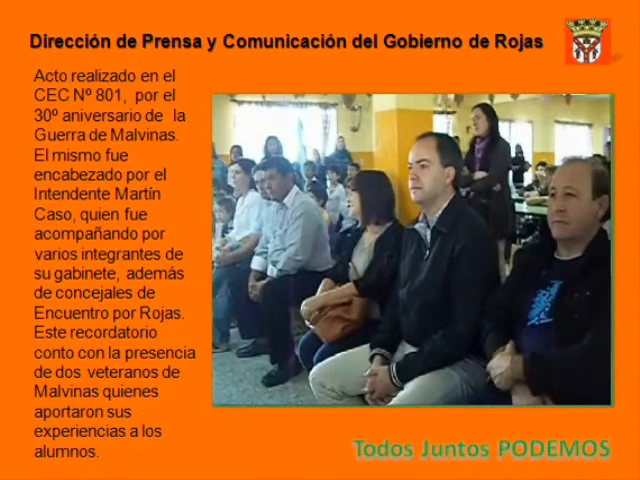 Dirección de Prensa y Comunicación del Gobierno de Rojas
Acto realizado en el
CEC Nº 801, por el
30º aniversario de la
Guerra de Malvinas.
El mismo fue
encabezado por el
Intendente Martín
Caso, quien fue
acompañando por
varios integrantes de
su gabinete, además
de concejales de
Encuentro por Rojas.
Este recordatorio
conto con la presencia
de dos veteranos de
Malvinas quienes
aportaron sus
experiencias a los
alumnos.
Todos Juntos PODEMOS